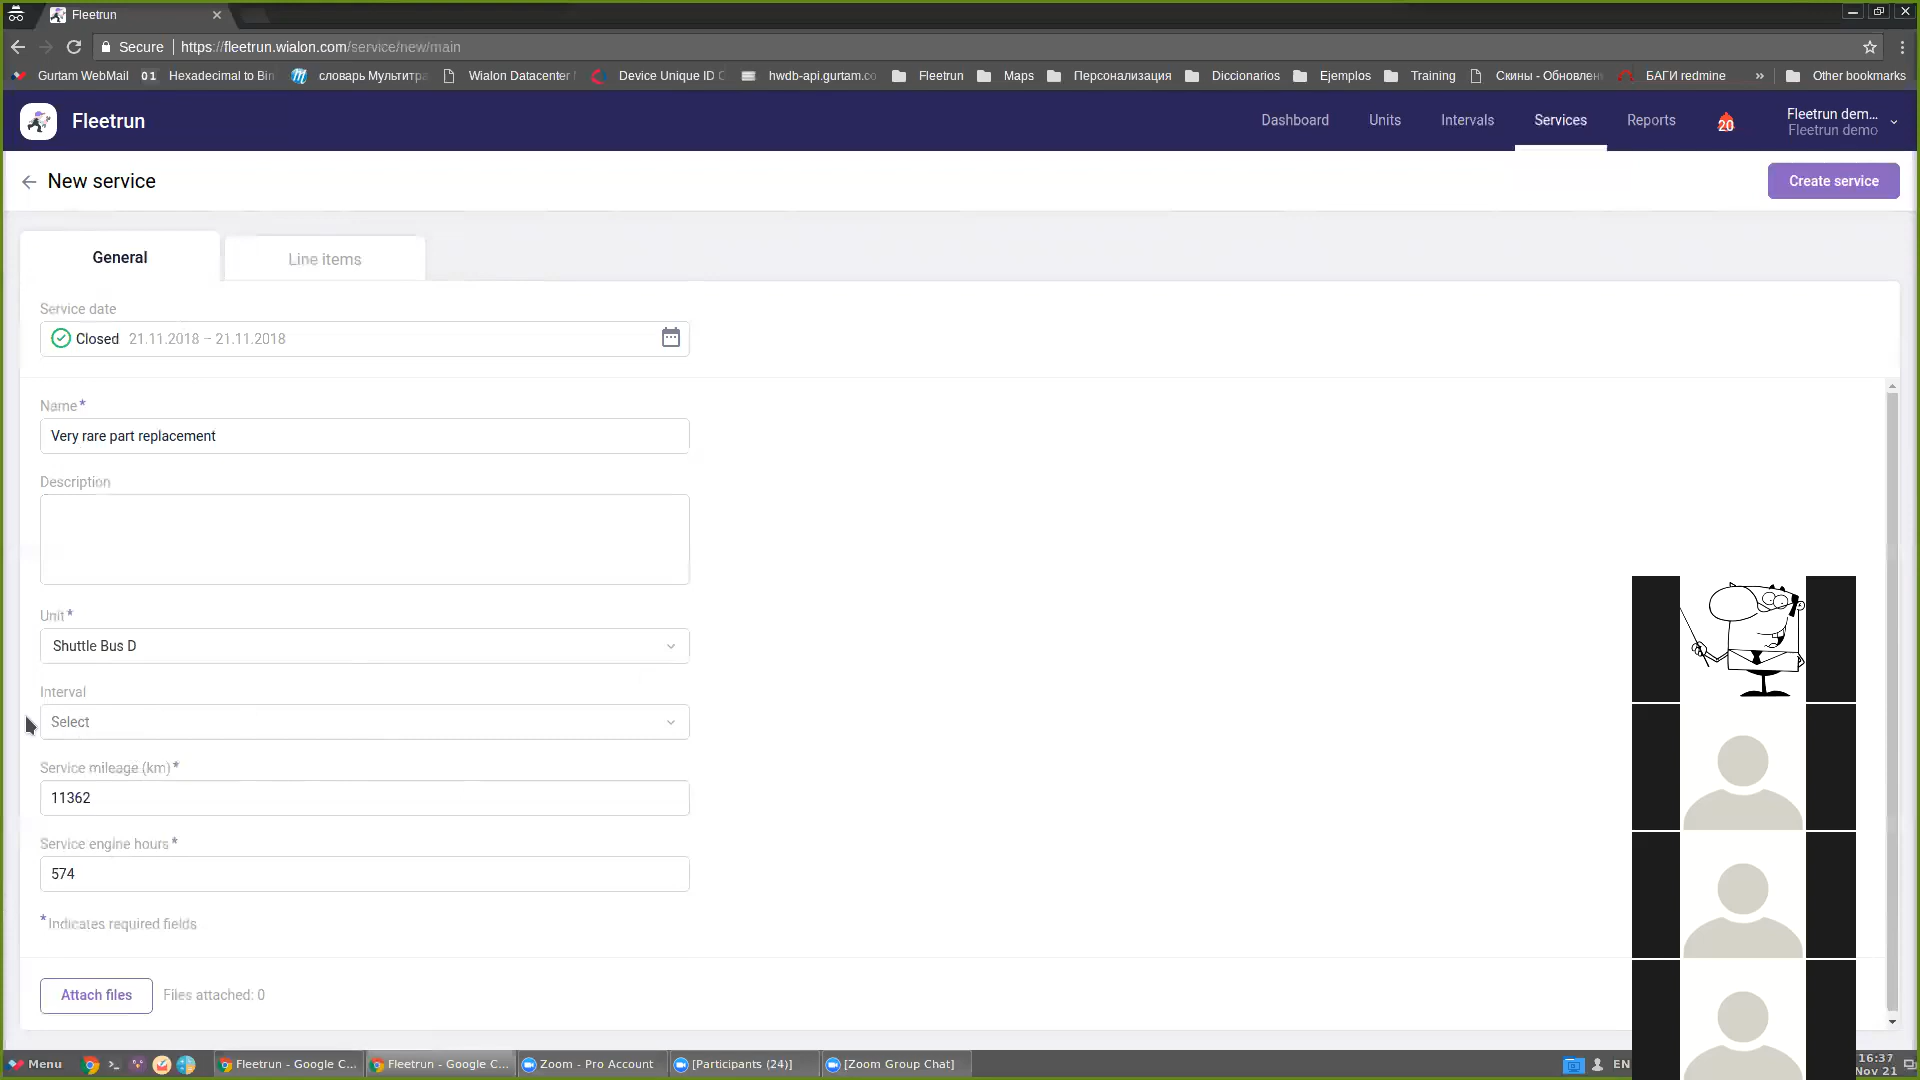 Fleetrun
Secure https://fleetrun.wialon.com/service/new/main
Gurtam WebMail 01 Hexadecimal to Bin словарь Мультитра Wialon Datacenter Device Unique ID C hwdb-api.gurtam.co Fleetrun Maps Персонализация Diccionarios Ejemplos Training Скины - Обновлен БАГИ redmine » Other bookmarks
Fleetrun Dashboard Units Intervals Services Reports 20 Fleetrun dem...
Fleetrun demo
New service Create service
General Line items
Service date
Closed 21.11.2018 – 21.11.2018
Name*
Very rare part replacement
Description
Unit*
Shuttle Bus D
Interval
Select
Service mileage (km)*
11362
Service engine hours*
574
*Indicates required fields
Attach files Files attached: 0
Menu Fleetrun - Google C... Fleetrun - Google C... Zoom - Pro Account [Participants (24)] [Zoom Group Chat] EN 16:37
Nov 21